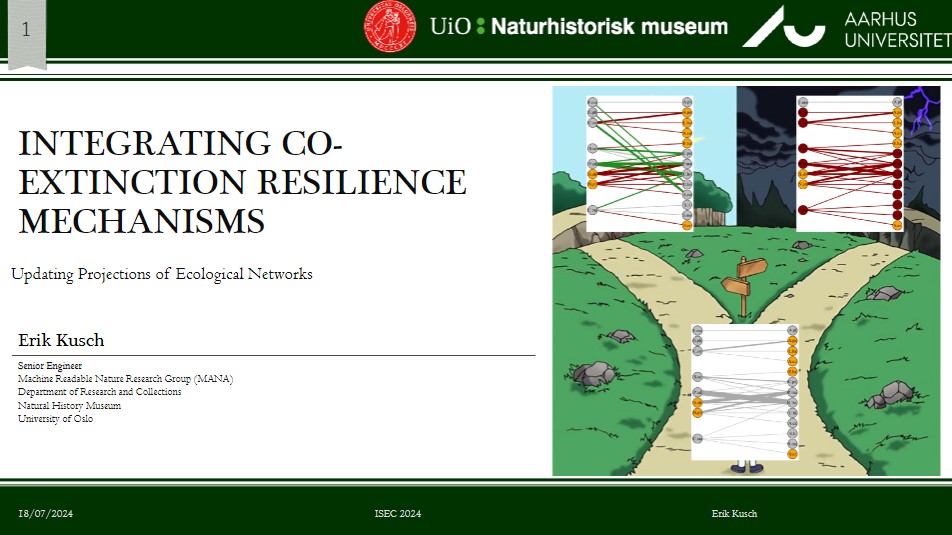 1
UiO : Naturhistorisk museum
AARHUS
UNIVERSITET
INTEGRATING CO-
EXTINCTION RESILIENCE
MECHANISMS
Updating Projections of Ecological Networks
Erik Kusch
Senior Engineer
Machine Readable Nature Research Group (MANA)
Department of Research and Collections
Natural History Museum
University of Oslo
18/07/2024
ISEC 2024
Erik Kusch